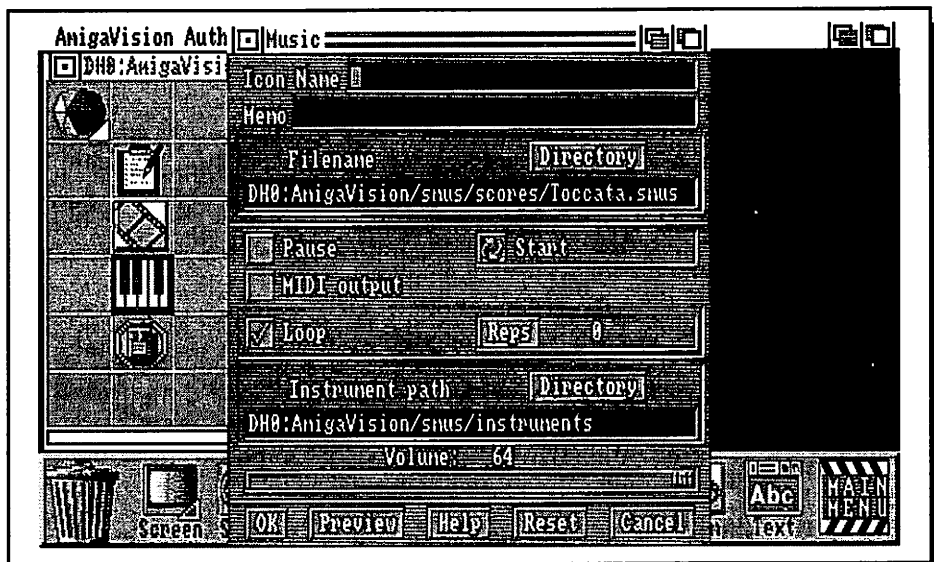 AmigaVision Auth
Music
DH0:AmigaVisi
Icon Name
Memo
Filename
Directory
DH0:AmigaVision/smus/scores/Toccata.smus
Pause
Start
MIDI output
Loop
Reps
0
Instrument path
Directory
DH0:AmigaVision/smus/instruments
Volume: 64
Screen
Abc
Text
MAIN
MENU
OK
Preview
Help
Reset
Cancel